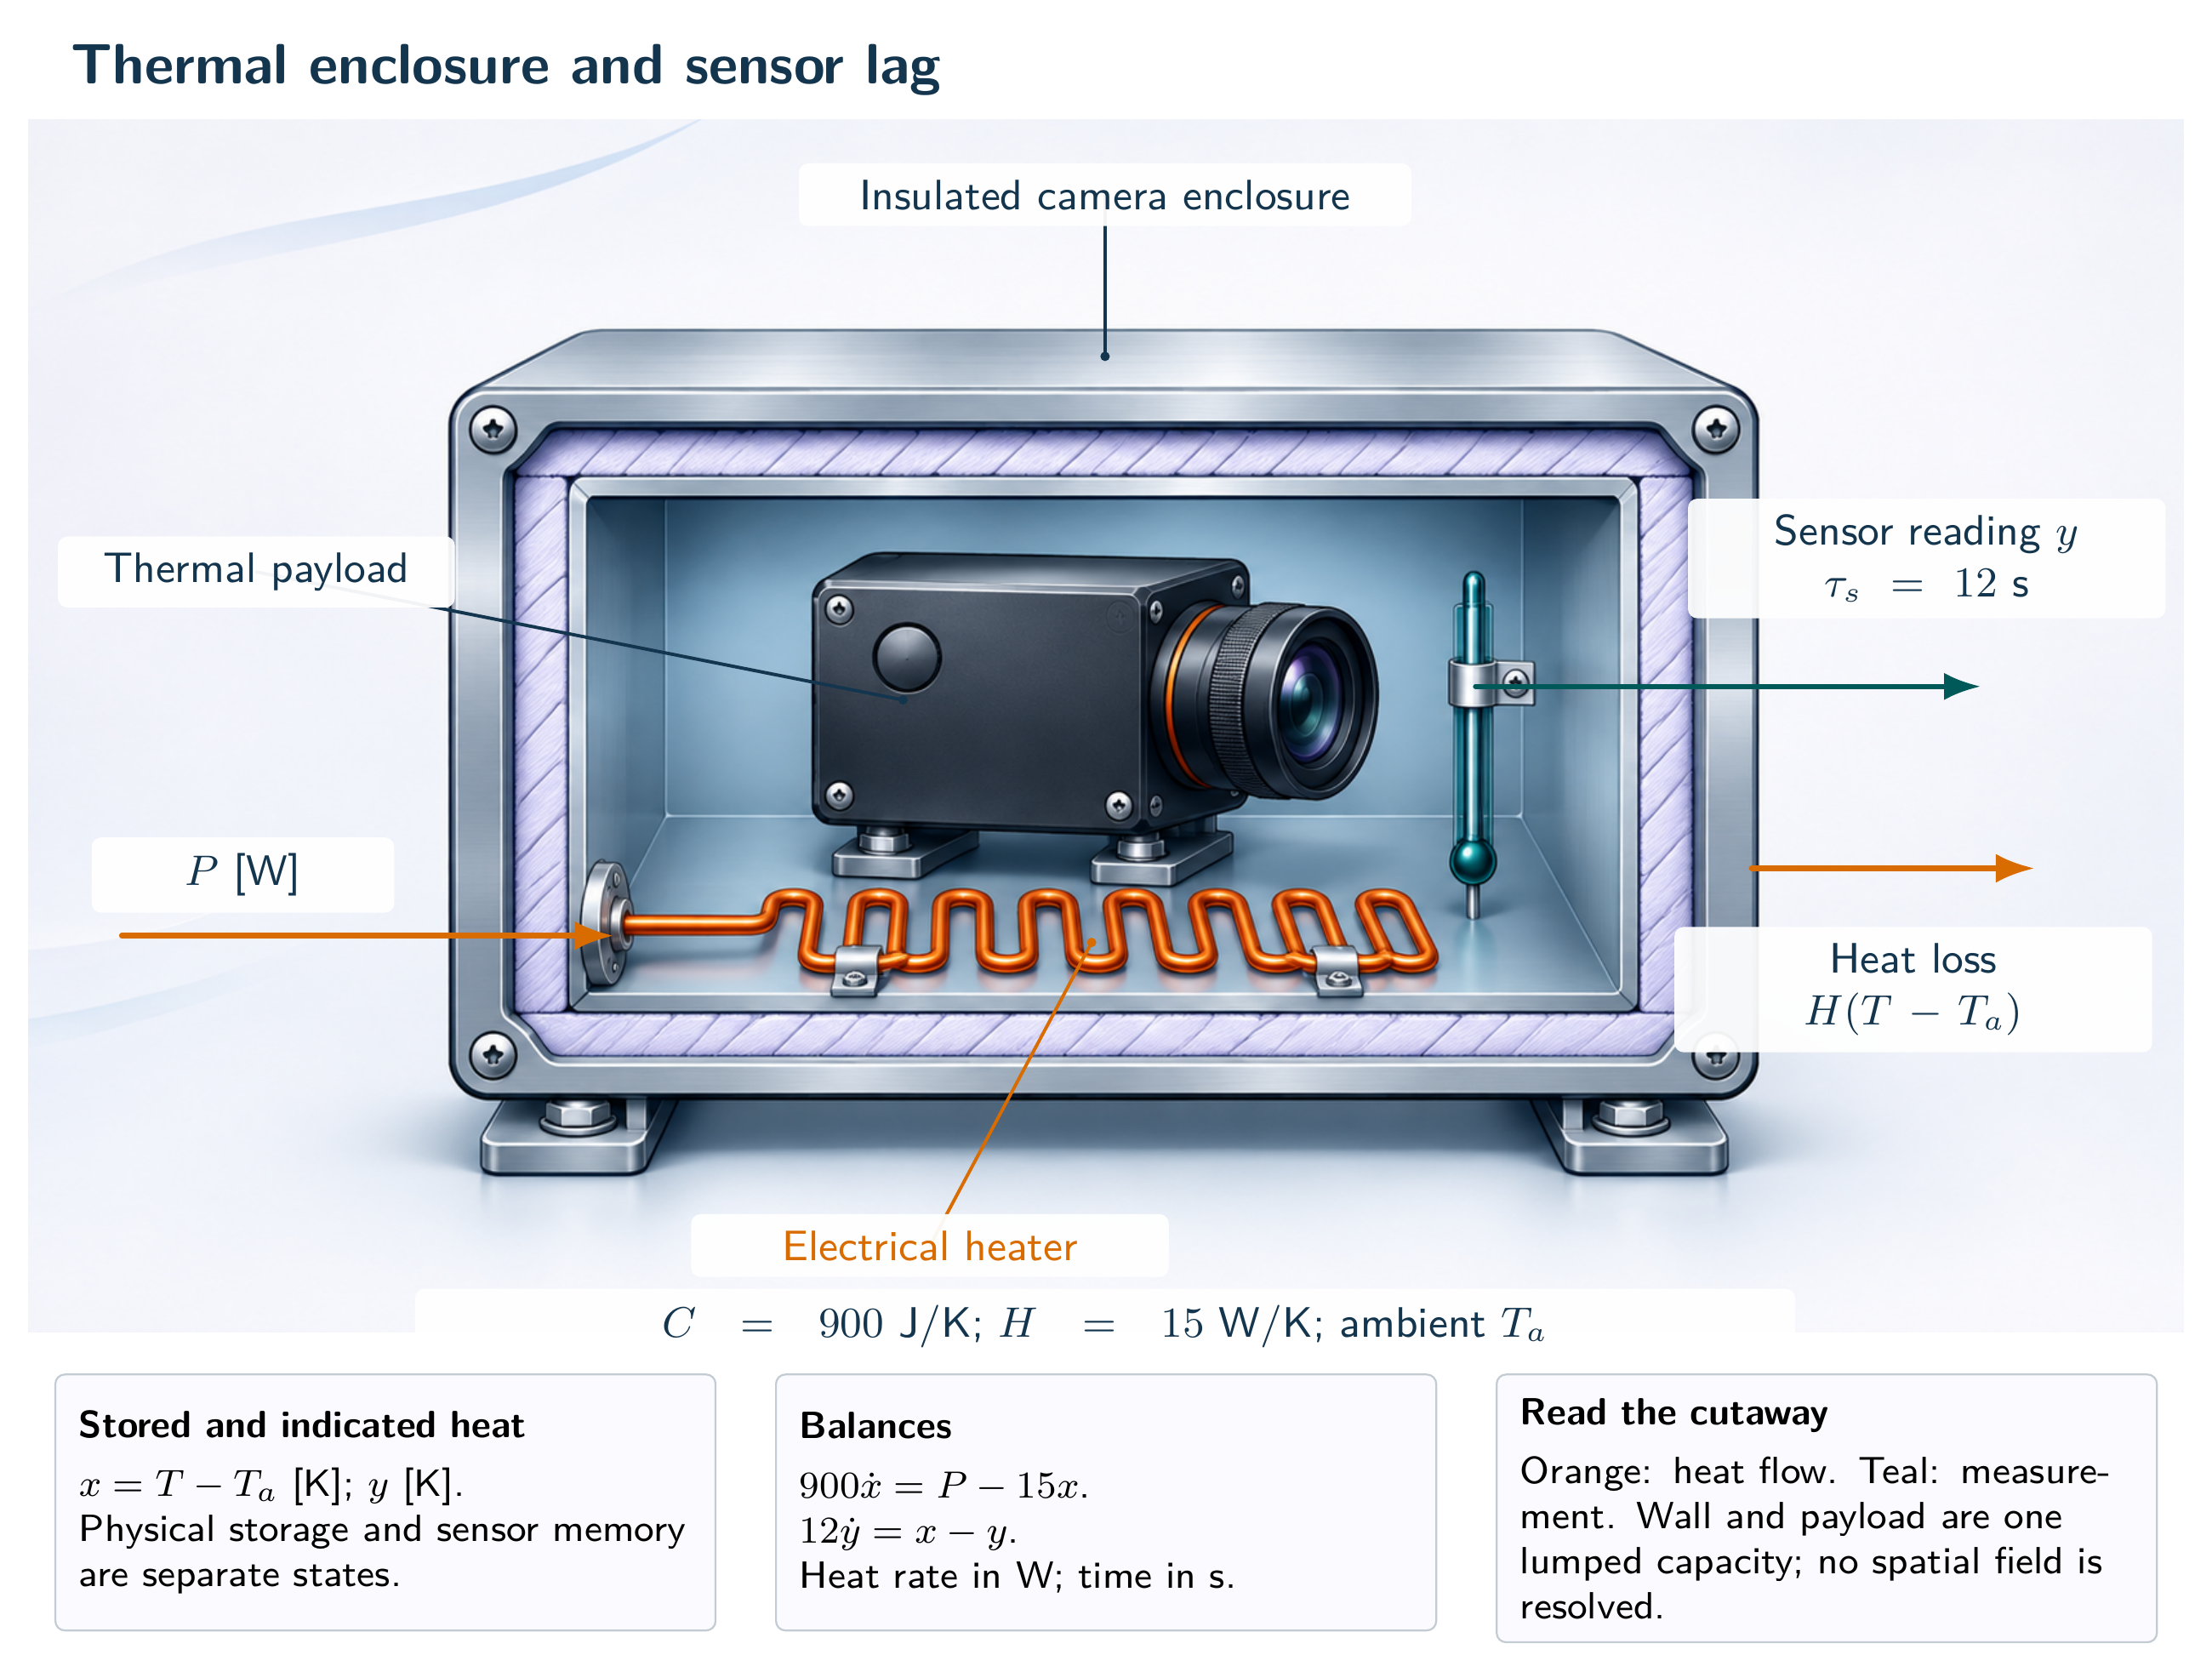 Thermal enclosure and sensor lag
Insulated camera enclosure
Thermal payload
Sensor reading y
τₛ = 12 s
P [W]
Heat loss
H(T − Tₐ)
Electrical heater
C = 900 J/K; H = 15 W/K; ambient Tₐ
Stored and indicated heat
x = T − Tₐ [K]; y [K].
Physical storage and sensor memory
are separate states.
Balances
900ẋ = P − 15x.
12ẏ = x − y.
Heat rate in W; time in s.
Read the cutaway
Orange: heat flow. Teal: measure-
ment. Wall and payload are one
lumped capacity; no spatial field is
resolved.